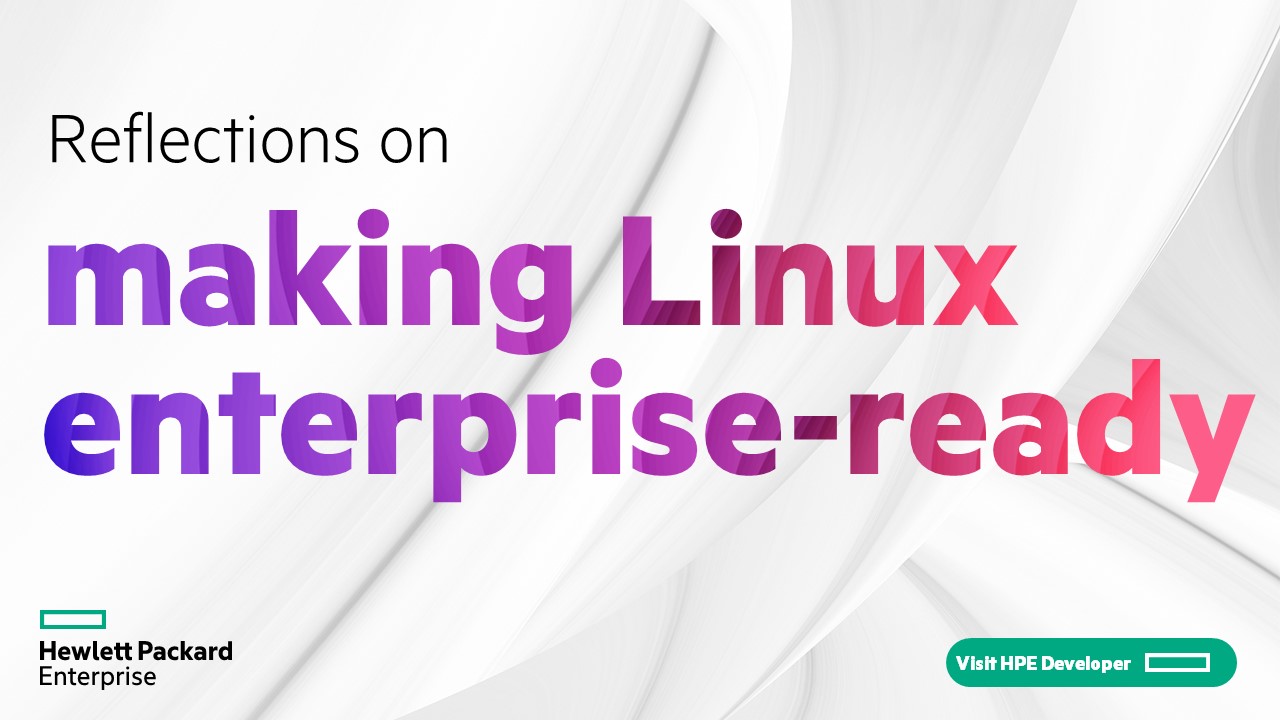 Reflections on
making Linux
enterprise-ready
Hewlett Packard
Enterprise
Visit HPE Developer